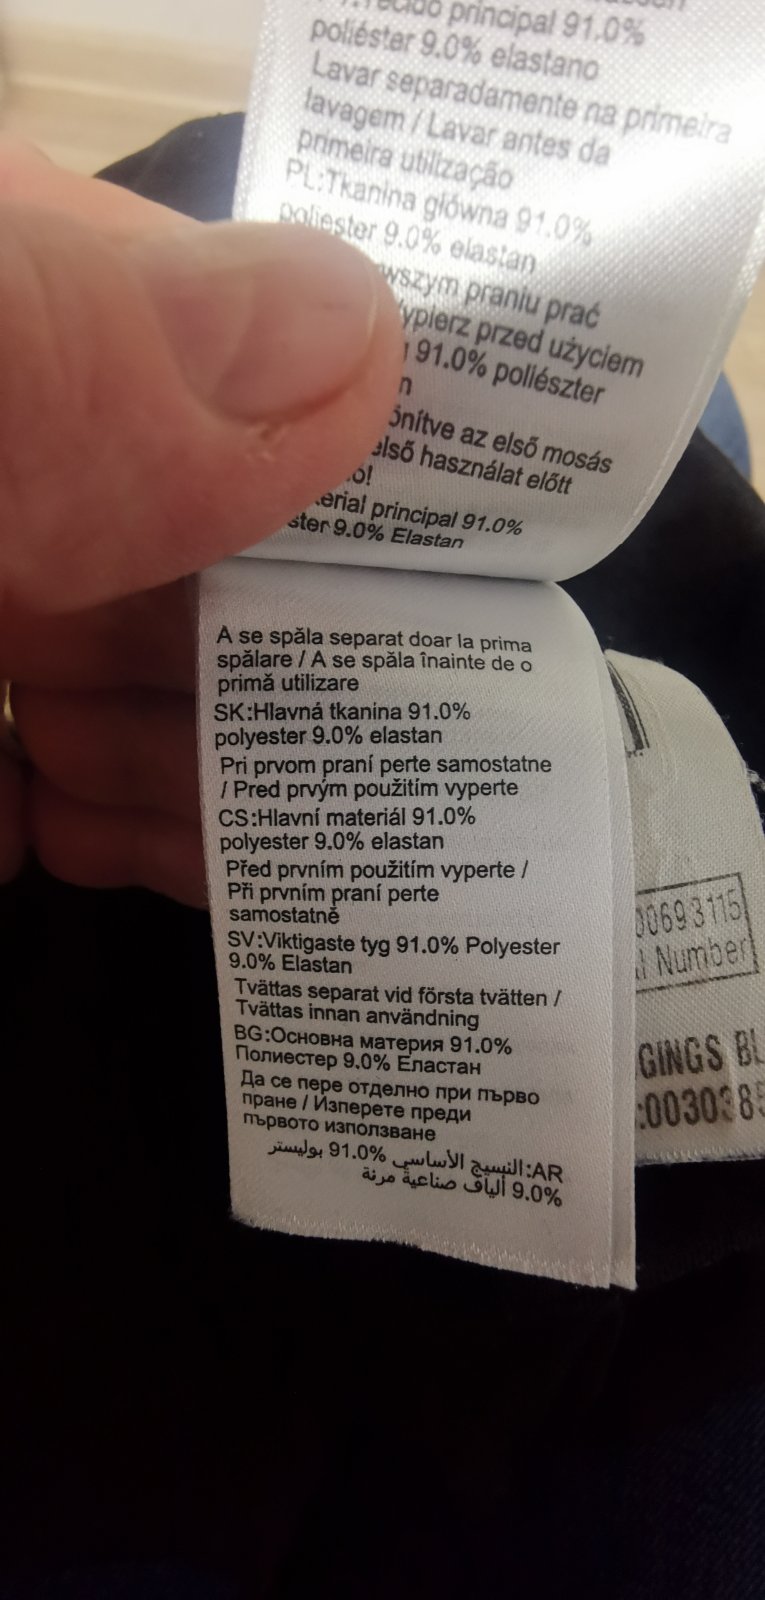 principal 91.0%
poliéster 9.0% elastano
Lavar separadamente na primeira
lavagem / Lavar antes da
primeira utilização
PL:Tkanina główna 91.0%
poliester 9.0% elastan
praniu prać
przed użyciem
91.0% poliészter
az első mosás
használat előtt
principal 91.0%
9.0% Elastan
A se spăla separat doar la prima
spălare / A se spăla înainte de o
primă utilizare
SK:Hlavná tkanina 91.0%
polyester 9.0% elastan
Pri prvom praní perte samostatne
/ Pred prvým použitím vyperte
CS:Hlavní materiál 91.0%
polyester 9.0% elastan
Před prvním použitím vyperte /
Při prvním praní perte
samostatně
SV:Viktigaste tyg 91.0% Polyester
9.0% Elastan
Tvättas separat vid första tvätten /
Tvättas innan användning
BG:Основна материя 91.0%
Полиестер 9.0% Еластан
Да се пере отделно при първо
пране / Изперете преди
първото използване
AR:النسيج الأساسي 91.0% بوليستر
9.0% ألياف صناعية مرنة
Number